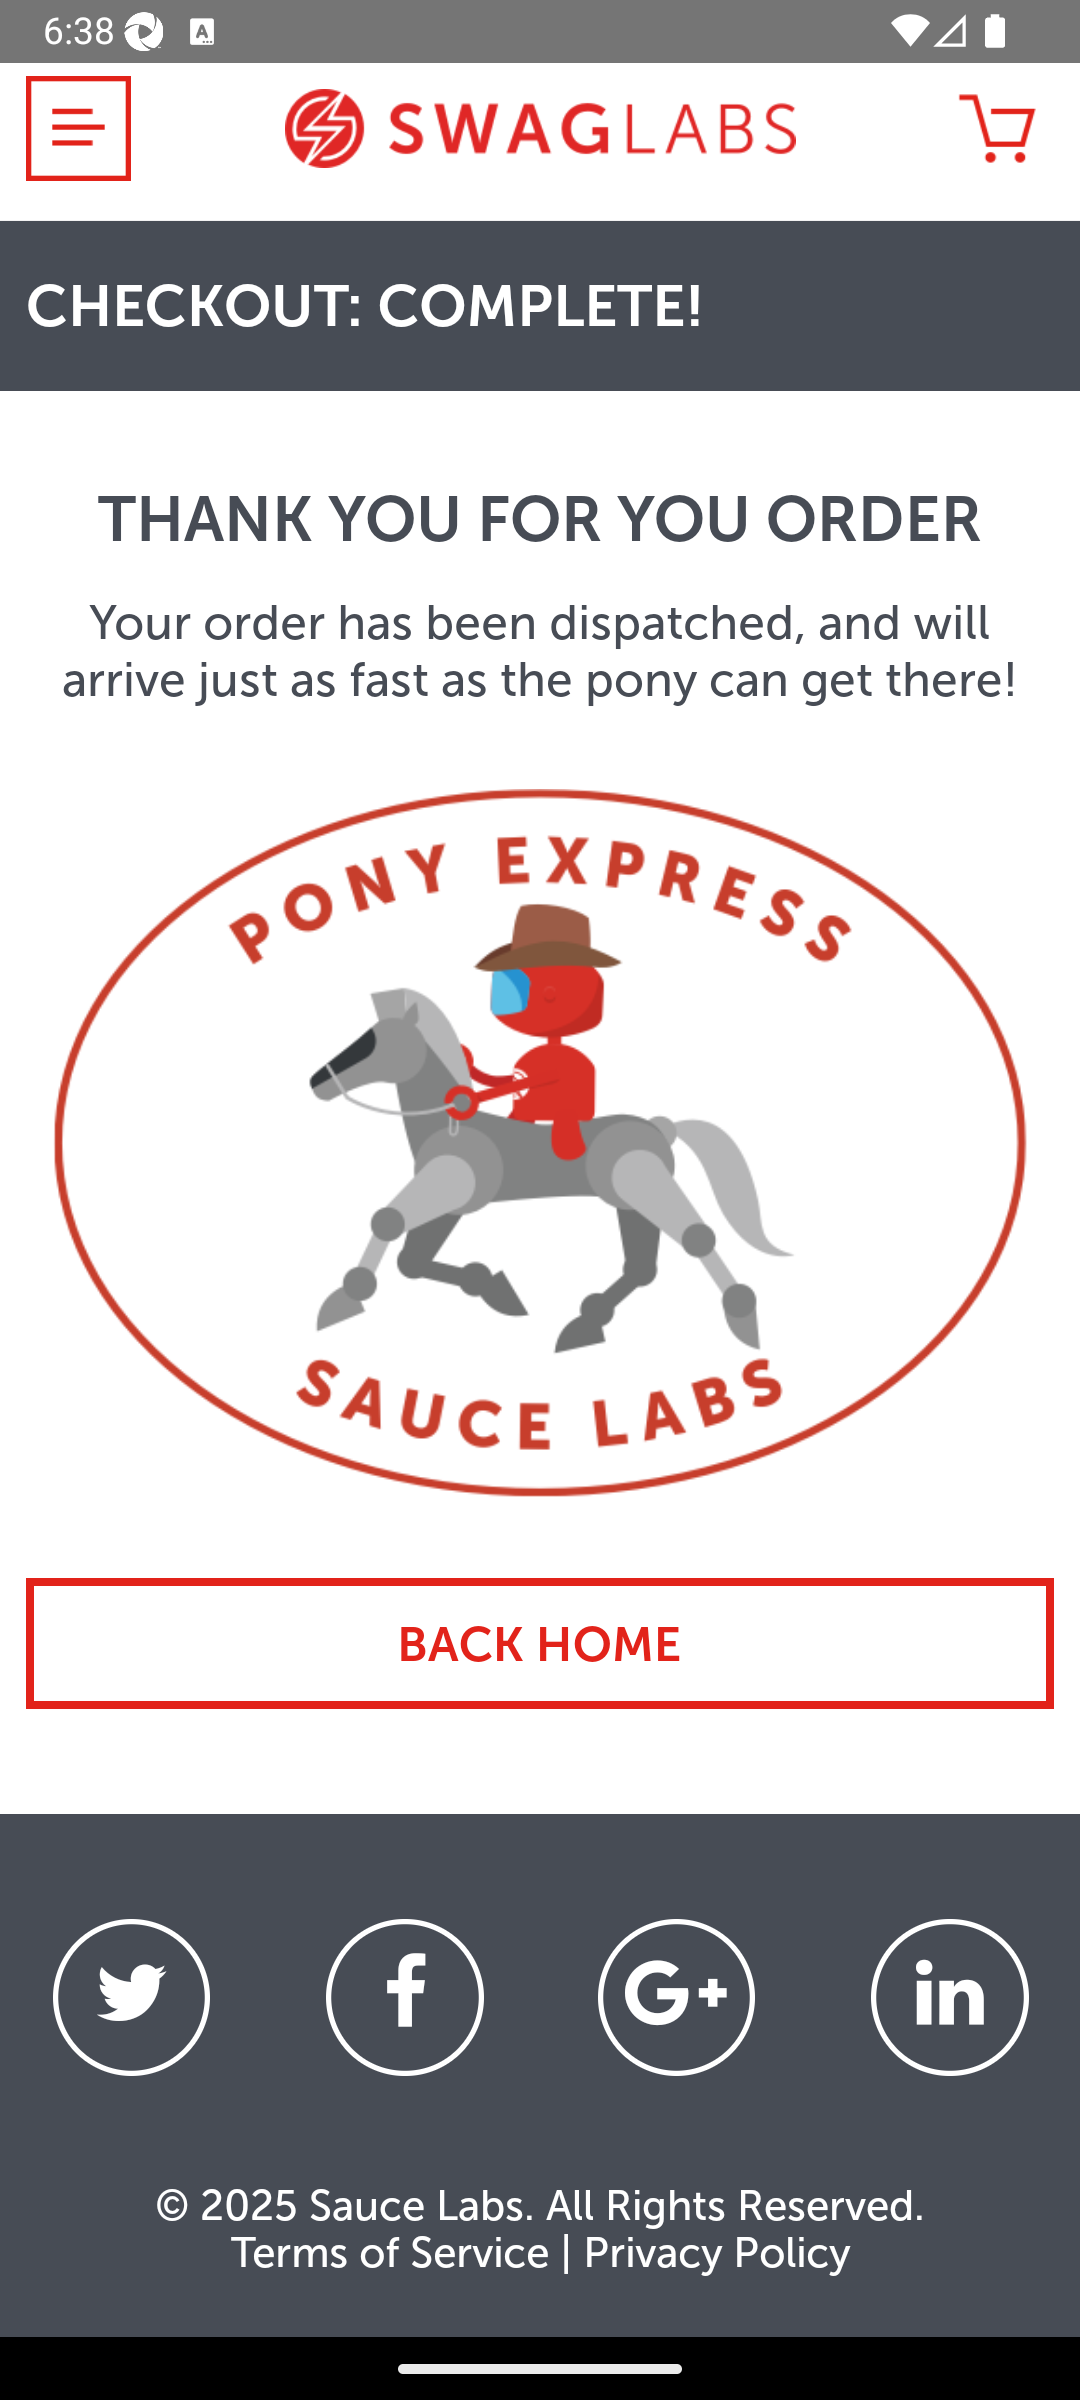 6:38
SWAGLABS
CHECKOUT: COMPLETE!
THANK YOU FOR YOU ORDER
Your order has been dispatched, and will
arrive just as fast as the pony can get there!
PONY EXPRESS
SAUCE LABS
BACK HOME
© 2025 Sauce Labs. All Rights Reserved.
Terms of Service | Privacy Policy